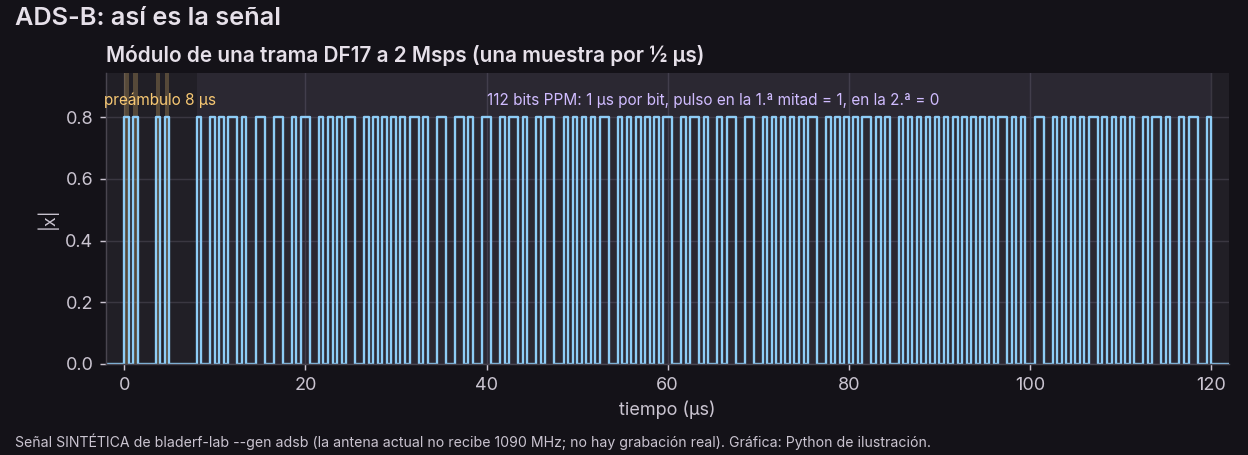 ADS-B: así es la señal
Módulo de una trama DF17 a 2 Msps (una muestra por ½ µs)
preámbulo 8 µs
112 bits PPM: 1 µs por bit, pulso en la 1.ª mitad = 1, en la 2.ª = 0
0.8
0.6
0.4
0.2
0.0
|x|
0 20 40 60 80 100 120
tiempo (µs)
Señal SINTÉTICA de bladerf-lab --gen adsb (la antena actual no recibe 1090 MHz; no hay grabación real). Gráfica: Python de ilustración.